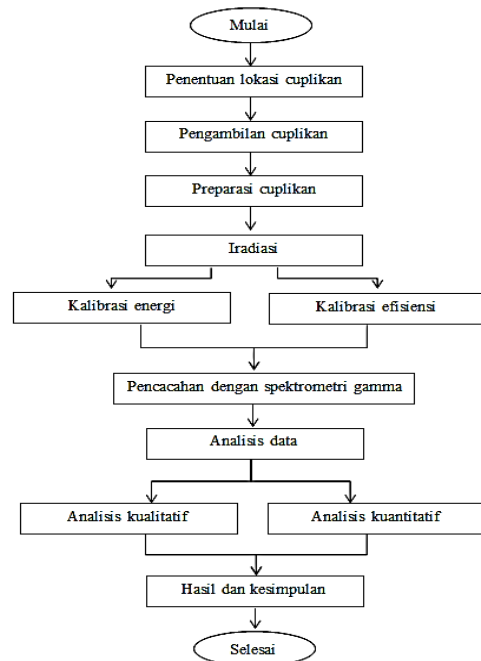 Mulai
Penentuan lokasi cuplikan
Pengambilan cuplikan
Preparasi cuplikan
Iradiasi
Kalibrasi energi
Kalibrasi efisiensi
Pencacahan dengan spektrometri gamma
Analisis data
Analisis kualitatif
Analisis kuantitatif
Hasil dan kesimpulan
Selesai